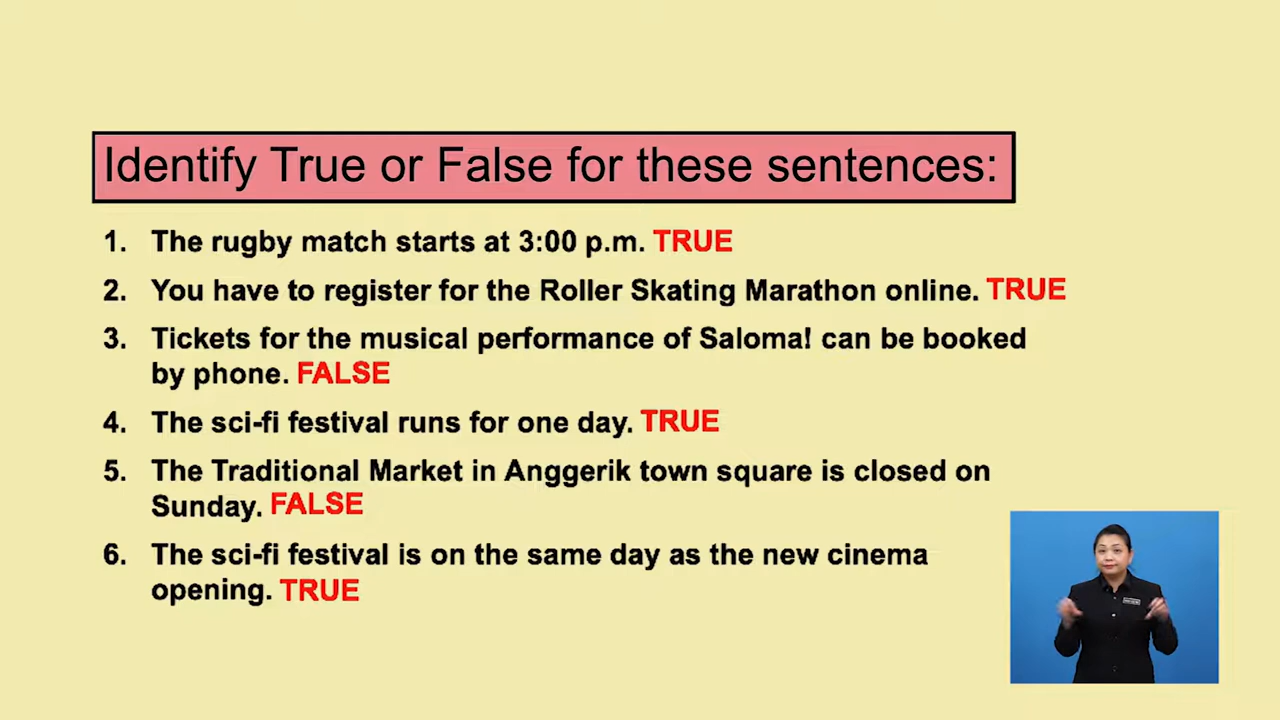 Identify True or False for these sentences:
1. The rugby match starts at 3:00 p.m. TRUE
2. You have to register for the Roller Skating Marathon online. TRUE
3. Tickets for the musical performance of Saloma! can be booked
by phone. FALSE
4. The sci-fi festival runs for one day. TRUE
5. The Traditional Market in Anggerik town square is closed on
Sunday. FALSE
6. The sci-fi festival is on the same day as the new cinema
opening. TRUE